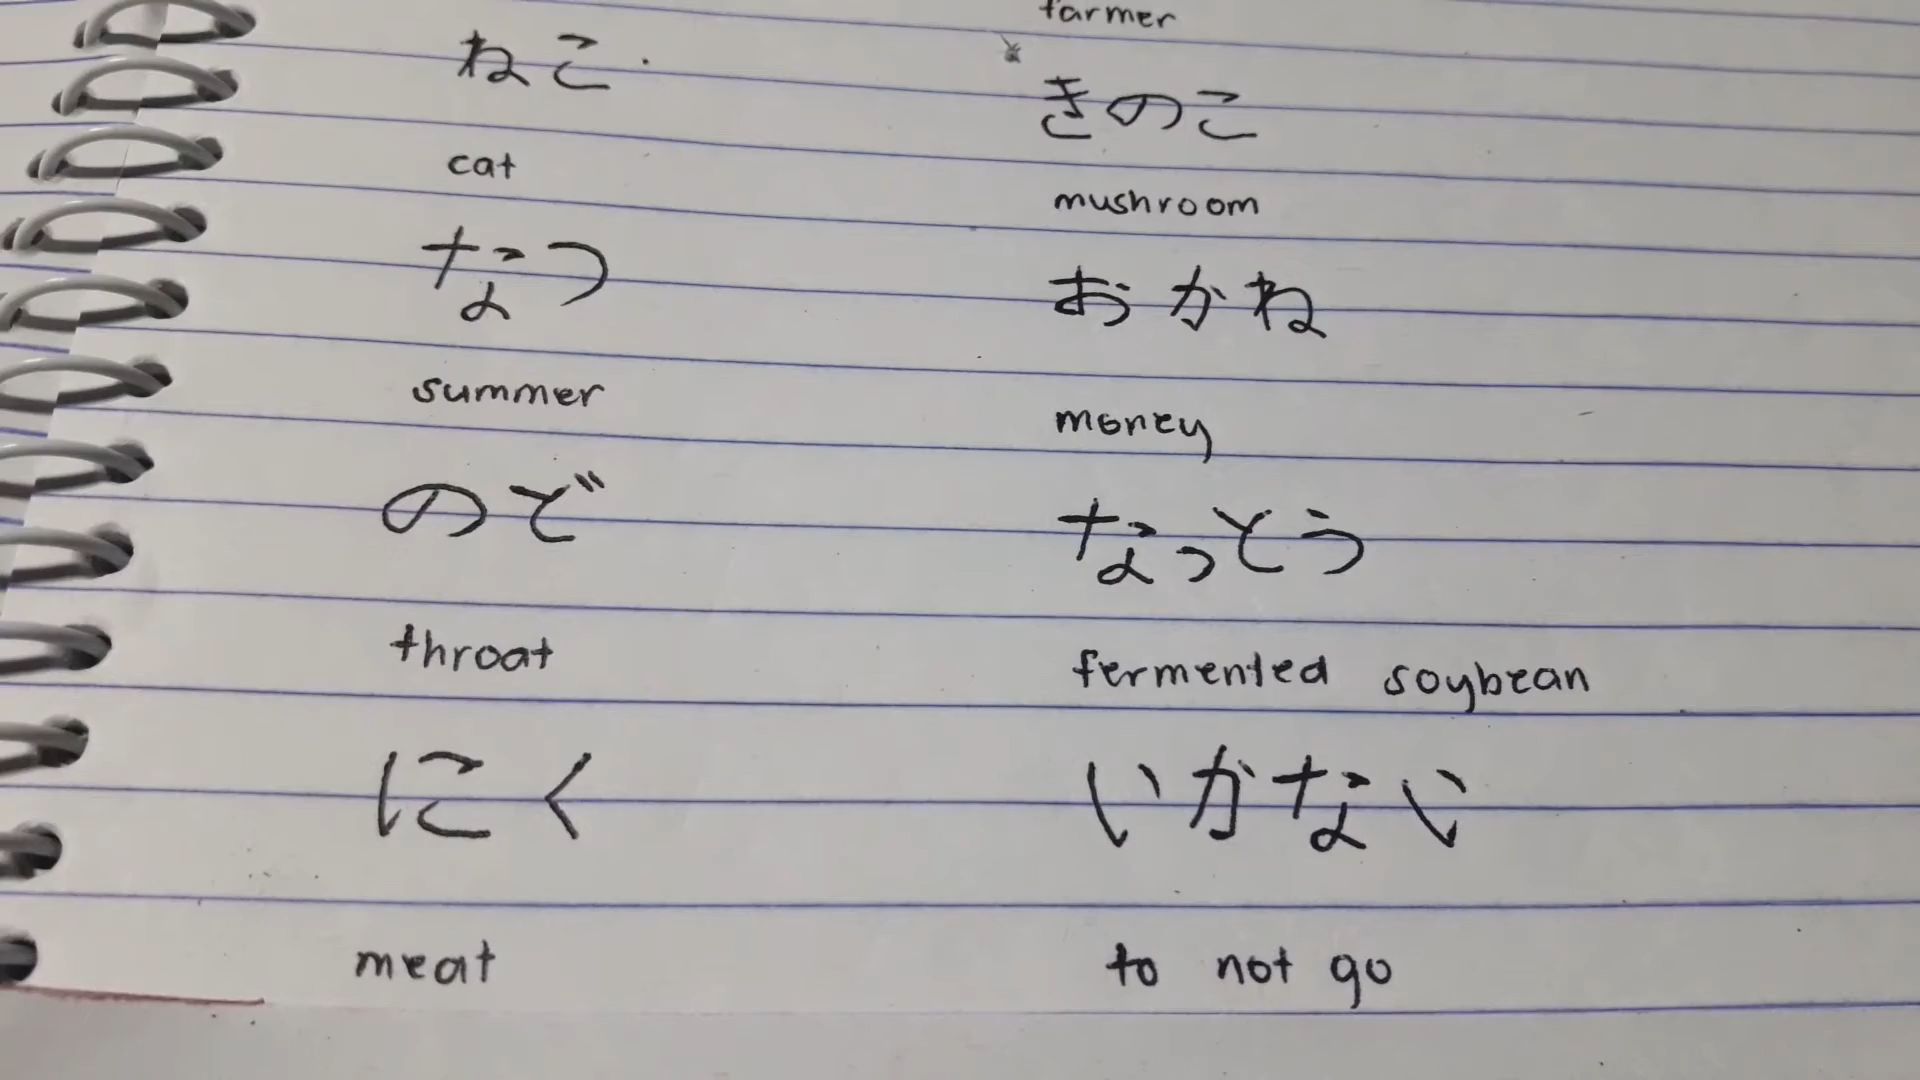 farmer
ねこ
きのこ
cat
mushroom
なつ
おかね
summer
money
のど
なっとう
throat
fermented soybean
にく
いかない
meat
to not go